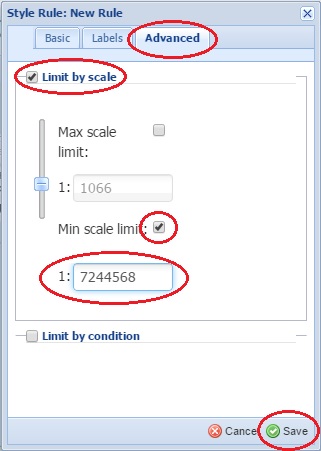 Style Rule: New Rule
Basic Labels Advanced
Limit by scale
Max scale
limit:
1: 1066
Min scale limit:
1: 7244568
Limit by condition
Cancel Save